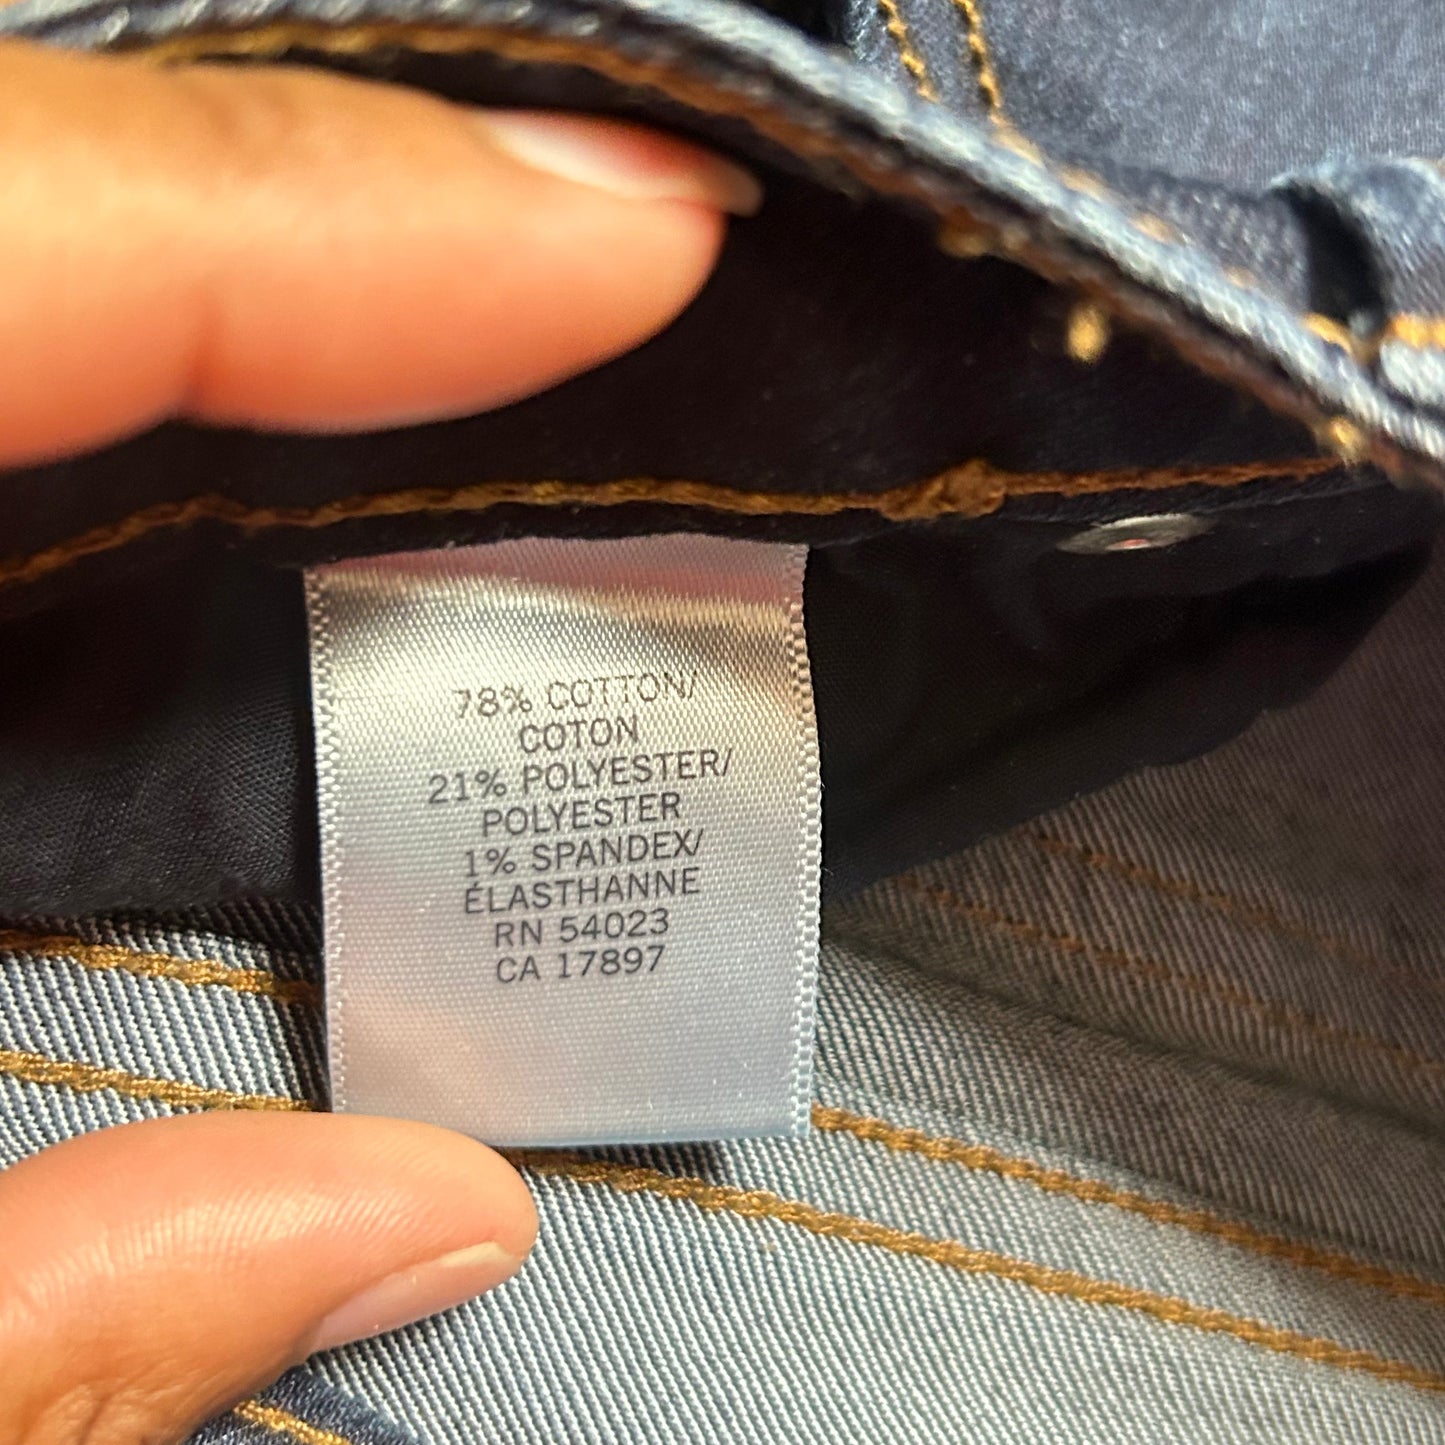 78% COTTON/
COTON
21% POLYESTER/
POLYESTER
1% SPANDEX/
ÉLASTHANNE
RN 54023
CA 17897